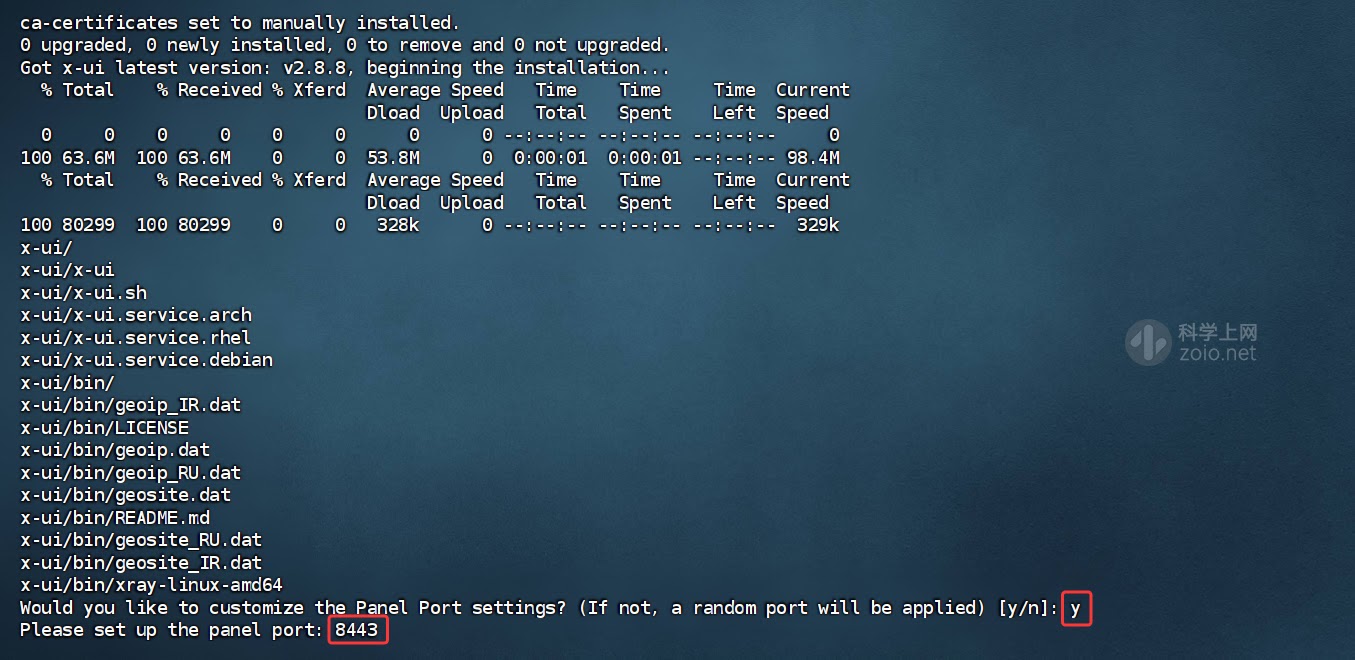 ca-certificates set to manually installed.
0 upgraded, 0 newly installed, 0 to remove and 0 not upgraded.
Got x-ui latest version: v2.8.8, beginning the installation...
% Total % Received % Xferd Average Speed Time Time Time Current
Dload Upload Total Spent Left Speed
0 0 0 0 0 0 0 0 --:--:-- --:--:-- --:--:-- 0
100 63.6M 100 63.6M 0 0 53.8M 0 0:00:01 0:00:01 --:--:-- 98.4M
% Total % Received % Xferd Average Speed Time Time Time Current
Dload Upload Total Spent Left Speed
100 80299 100 80299 0 0 328k 0 --:--:-- --:--:-- --:--:-- 329k
x-ui/
x-ui/x-ui
x-ui/x-ui.sh
x-ui/x-ui.service.arch
x-ui/x-ui.service.rhel
x-ui/x-ui.service.debian
x-ui/bin/
x-ui/bin/geoip_IR.dat
x-ui/bin/LICENSE
x-ui/bin/geoip.dat
x-ui/bin/geoip_RU.dat
x-ui/bin/geosite.dat
x-ui/bin/README.md
x-ui/bin/geosite_RU.dat
x-ui/bin/geosite_IR.dat
x-ui/bin/xray-linux-amd64
Would you like to customize the Panel Port settings? (If not, a random port will be applied) [y/n]: y
Please set up the panel port: 8443
科学上网
zoio.net